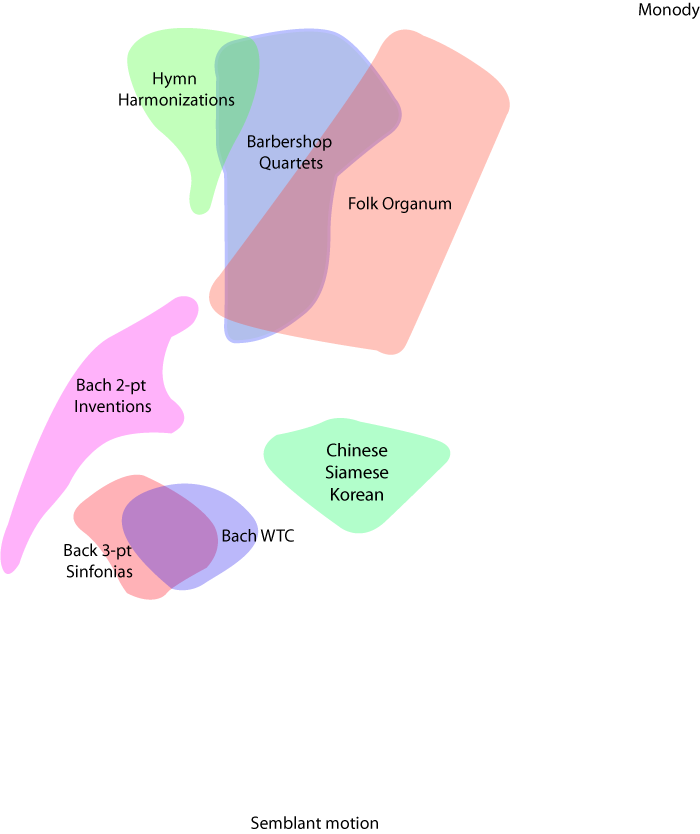 Monody
Hymn
Harmonizations
Barbershop
Quartets
Folk Organum
Bach 2-pt
Inventions
Chinese
Siamese
Korean
Bach WTC
Back 3-pt
Sinfonias
Semblant motion